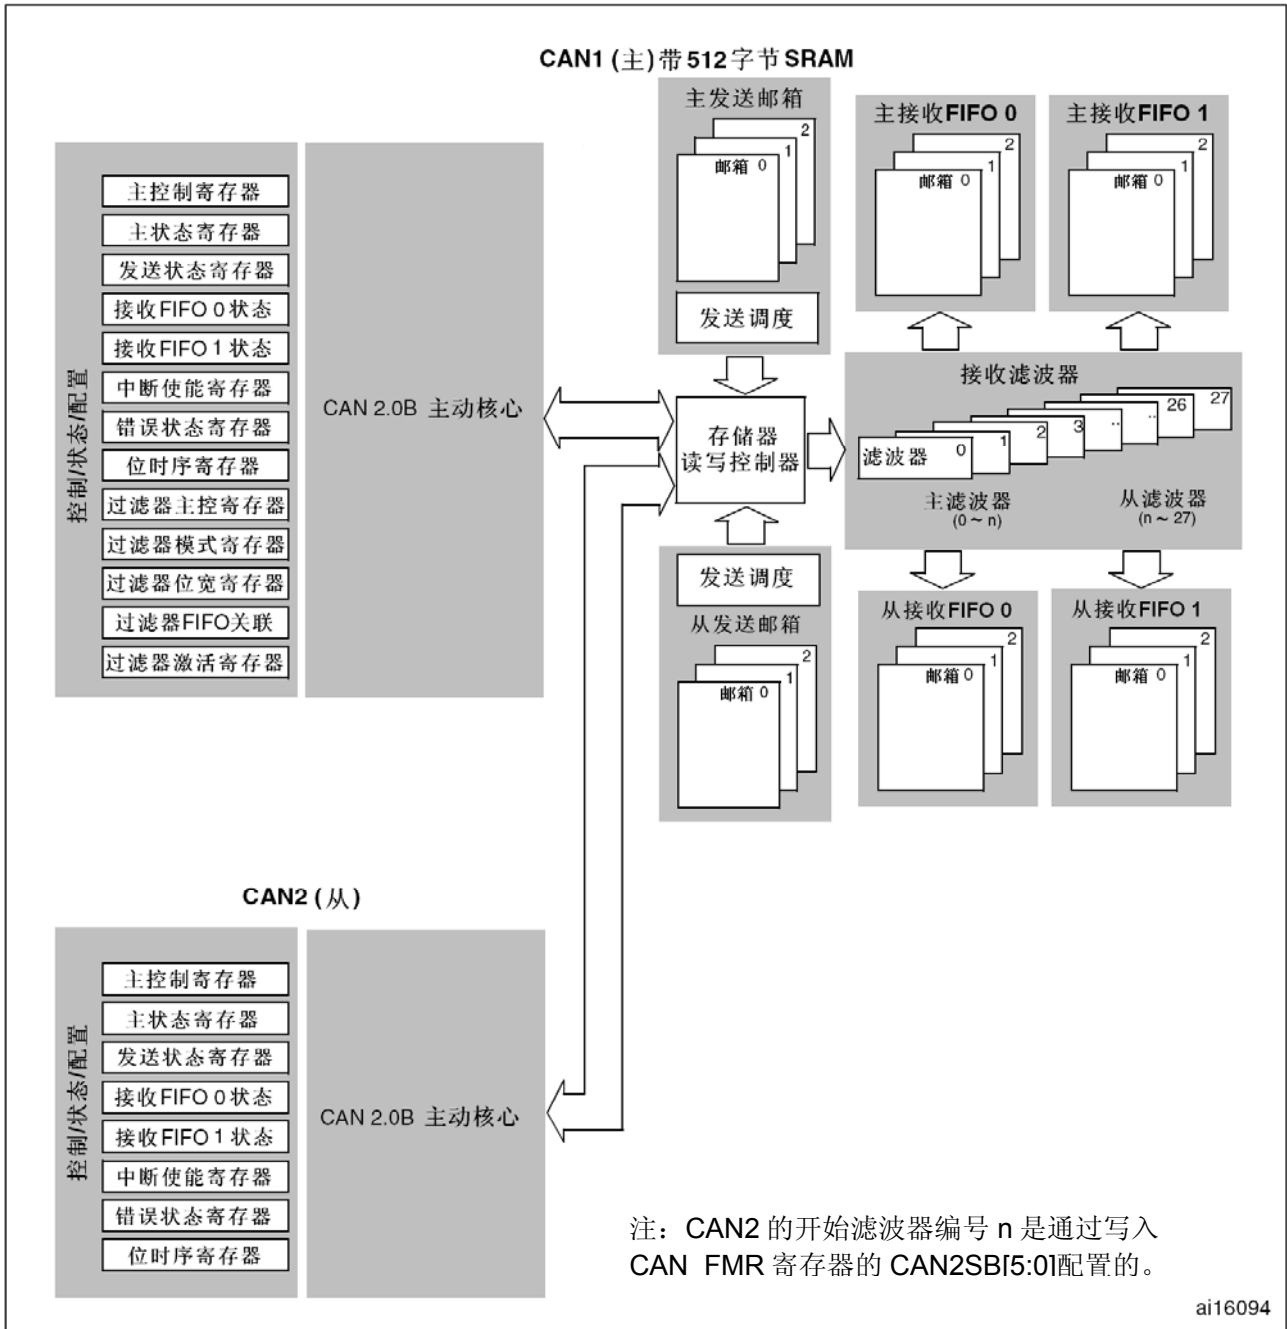 CAN1 (主) 带 512 字节 SRAM
控制/状态/配置
主控制寄存器
主状态寄存器
发送状态寄存器
接收FIFO 0 状态
接收FIFO 1 状态
中断使能寄存器
错误状态寄存器
位时序寄存器
过滤器主控寄存器
过滤器模式寄存器
过滤器位宽寄存器
过滤器FIFO关联
过滤器激活寄存器
CAN 2.0B 主动核心
主发送邮箱
2
1
邮箱 0
发送调度
主接收FIFO 0
2
1
邮箱 0
主接收FIFO 1
2
1
邮箱 0
存储器
读写控制器
接收滤波器
滤波器 0 1 2 3 .. .. 26 27
主滤波器
(0 ~ n)
从滤波器
(n ~ 27)
发送调度
从发送邮箱
2
1
邮箱 0
从接收FIFO 0
2
1
邮箱 0
从接收FIFO 1
2
1
邮箱 0
CAN2 (从)
控制/状态/配置
主控制寄存器
主状态寄存器
发送状态寄存器
接收FIFO 0 状态
接收FIFO 1 状态
中断使能寄存器
错误状态寄存器
位时序寄存器
CAN 2.0B 主动核心
注：CAN2 的开始滤波器编号 n 是通过写入
CAN_FMR 寄存器的 CAN2SB[5:0]配置的。
ai16094